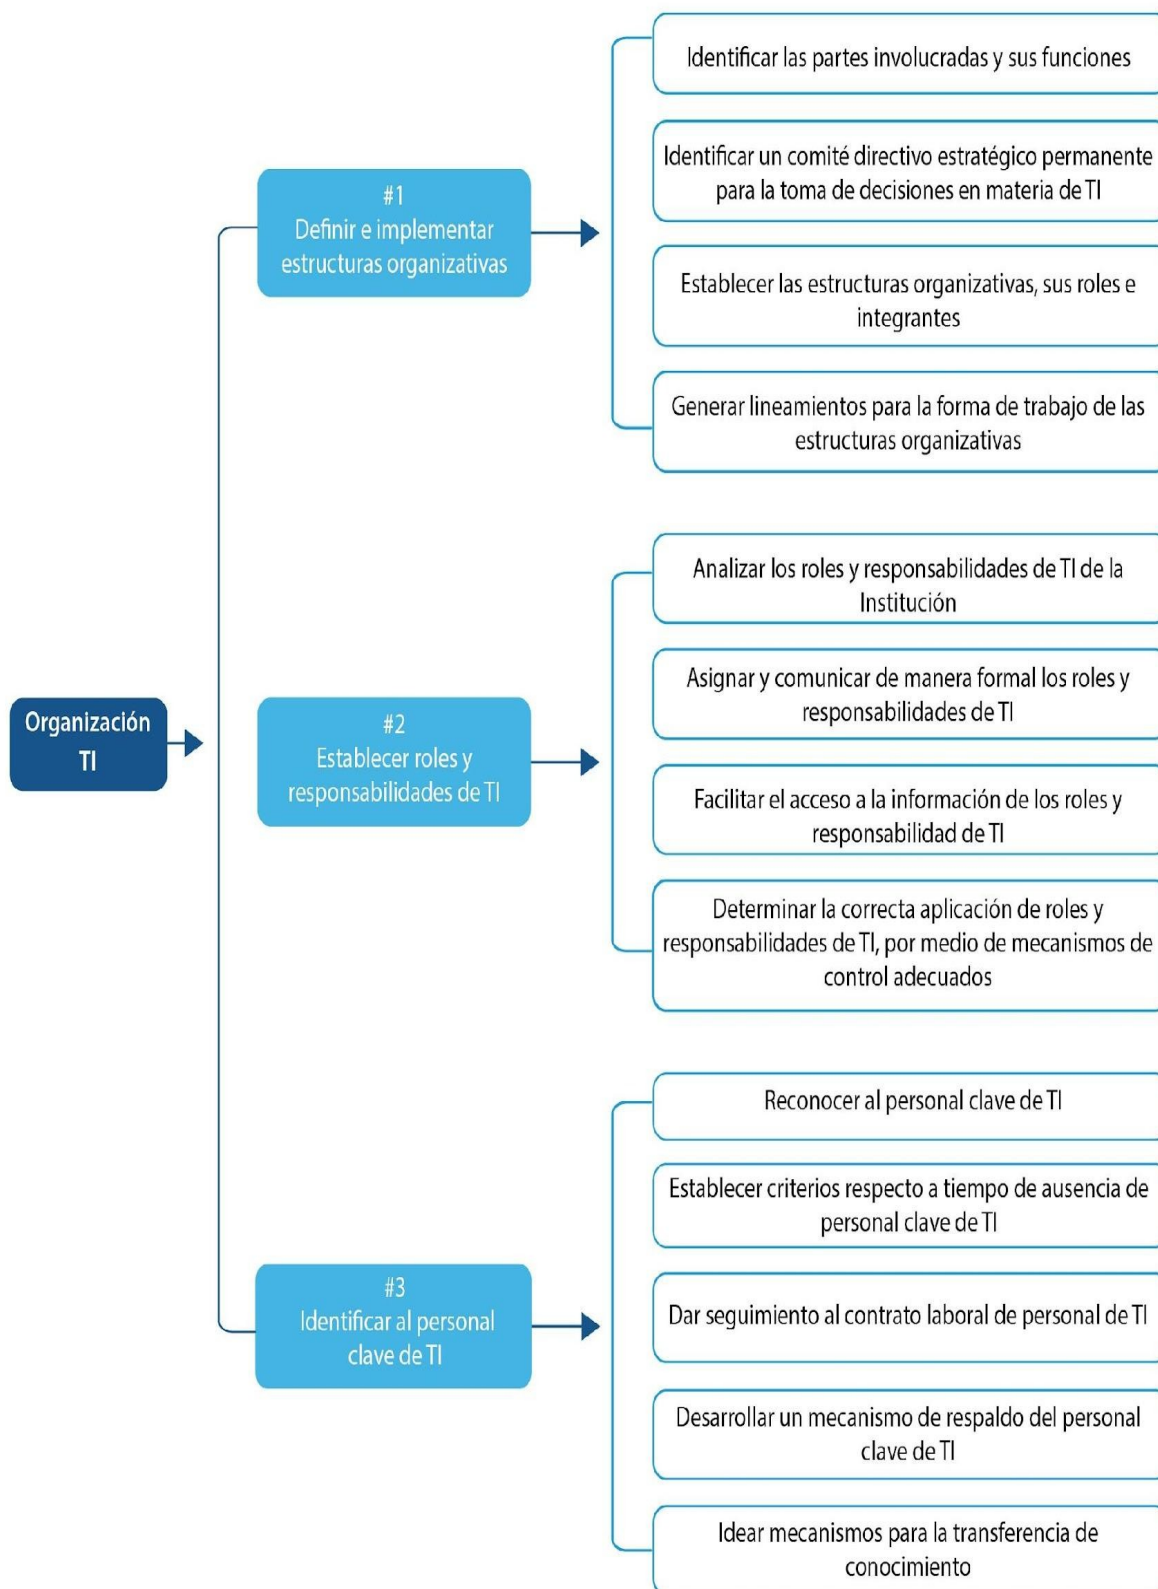 Organización
TI
#1
Definir e implementar
estructuras organizativas
Identificar las partes involucradas y sus funciones
Identificar un comité directivo estratégico permanente
para la toma de decisiones en materia de TI
Establecer las estructuras organizativas, sus roles e
integrantes
Generar lineamientos para la forma de trabajo de las
estructuras organizativas
#2
Establecer roles y
responsabilidades de TI
Analizar los roles y responsabilidades de TI de la
Institución
Asignar y comunicar de manera formal los roles y
responsabilidades de TI
Facilitar el acceso a la información de los roles y
responsabilidad de TI
Determinar la correcta aplicación de roles y
responsabilidades de TI, por medio de mecanismos de
control adecuados
#3
Identificar al personal
clave de TI
Reconocer al personal clave de TI
Establecer criterios respecto a tiempo de ausencia de
personal clave de TI
Dar seguimiento al contrato laboral de personal de TI
Desarrollar un mecanismo de respaldo del personal
clave de TI
Idear mecanismos para la transferencia de
conocimiento